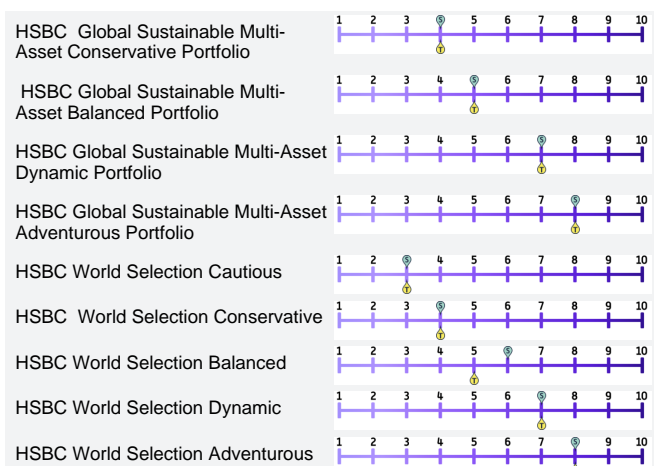 1 2 3 4 5 6 7 8 9 10
HSBC Global Sustainable Multi-
Asset Conservative Portfolio
S
T
1 2 3 4 5 6 7 8 9 10
HSBC Global Sustainable Multi-
Asset Balanced Portfolio
S
T
1 2 3 4 5 6 7 8 9 10
HSBC Global Sustainable Multi-Asset
Dynamic Portfolio
S
T
1 2 3 4 5 6 7 8 9 10
HSBC Global Sustainable Multi-Asset
Adventurous Portfolio
S
T
1 2 3 4 5 6 7 8 9 10
HSBC World Selection Cautious
S
T
1 2 3 4 5 6 7 8 9 10
HSBC World Selection Conservative
S
T
1 2 3 4 5 6 7 8 9 10
HSBC World Selection Balanced
S
T
1 2 3 4 5 6 7 8 9 10
HSBC World Selection Dynamic
S
T
1 2 3 4 5 6 7 8 9 10
HSBC World Selection Adventurous
S